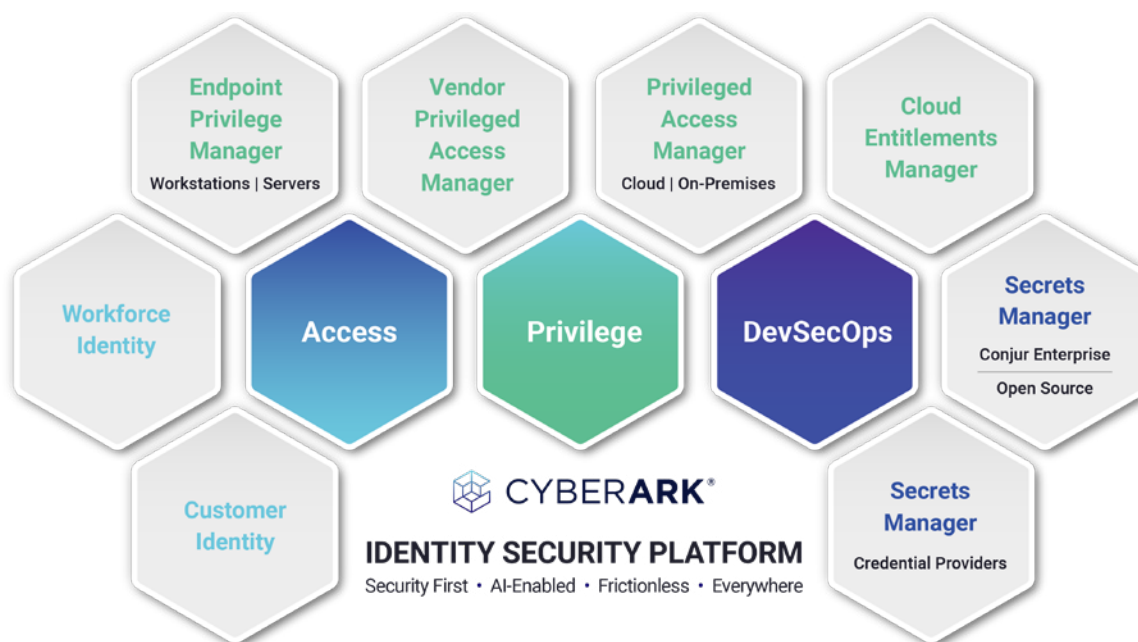 Endpoint
Privilege
Manager
Workstations | Servers
Vendor
Privileged
Access
Manager
Privileged
Access
Manager
Cloud | On-Premises
Cloud
Entitlements
Manager
Workforce
Identity
Access
Privilege
DevSecOps
Secrets
Manager
Conjur Enterprise
Open Source
Customer
Identity
CYBERARK®
IDENTITY SECURITY PLATFORM
Security First • AI-Enabled • Frictionless • Everywhere
Secrets
Manager
Credential Providers